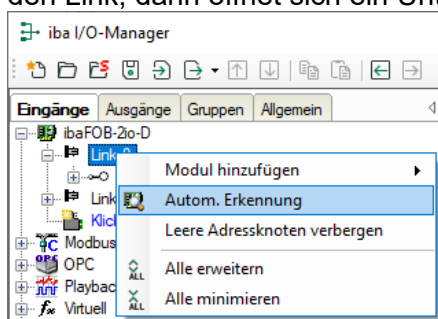 den Link, dann öffnet sich ein Unt
iba I/O-Manager
Eingänge Ausgänge Gruppen Allgemein
ibaFOB-2io-D
Link
Modul hinzufügen
Link
Autom. Erkennung
Klic
Leere Adressknoten verbergen
Modbus
OPC
Alle erweitern
Playbac
Alle minimieren
Virtuell